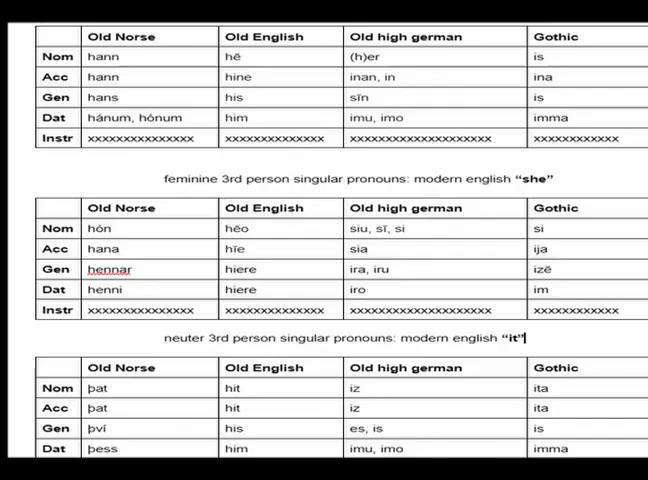 Old Norse Old English Old high german Gothic
Nom hann hē (h)er is
Acc hann hine inan, in ina
Gen hans his sīn is
Dat hánum, hónum him imu, imo imma
Instr xxxxxxxxxxxxxxx xxxxxxxxxxxxxx xxxxxxxxxxxxxxxxxxxx xxxxxxxxxxxx
feminine 3rd person singular pronouns: modern english “she”
Old Norse Old English Old high german Gothic
Nom hón hēo siu, sī, si si
Acc hana hīe sia ija
Gen hennar hiere ira, iru izē
Dat henni hiere iro im
Instr xxxxxxxxxxxxxxx xxxxxxxxxxxxxx xxxxxxxxxxxxxxxxxxxx xxxxxxxxxxxx
neuter 3rd person singular pronouns: modern english “it”
Old Norse Old English Old high german Gothic
Nom þat hit iz ita
Acc þat hit iz ita
Gen því his es, is is
Dat þess him imu, imo imma